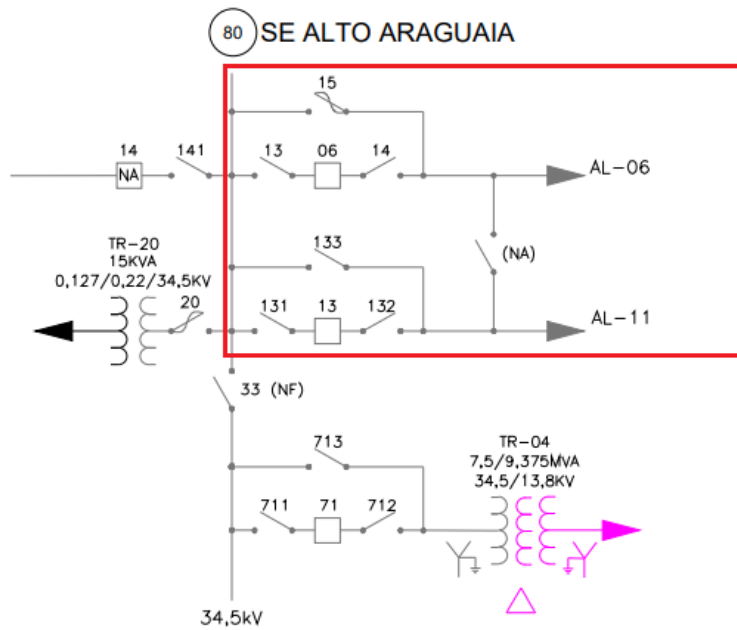 80 SE ALTO ARAGUAIA
15
14 141 13 06 14
NA
AL-06
TR-20
15KVA
0,127/0,22/34,5KV
133
(NA)
20 131 13 132
AL-11
33 (NF)
713
TR-04
7,5/9,375MVA
34,5/13,8KV
711 71 712
34,5kV